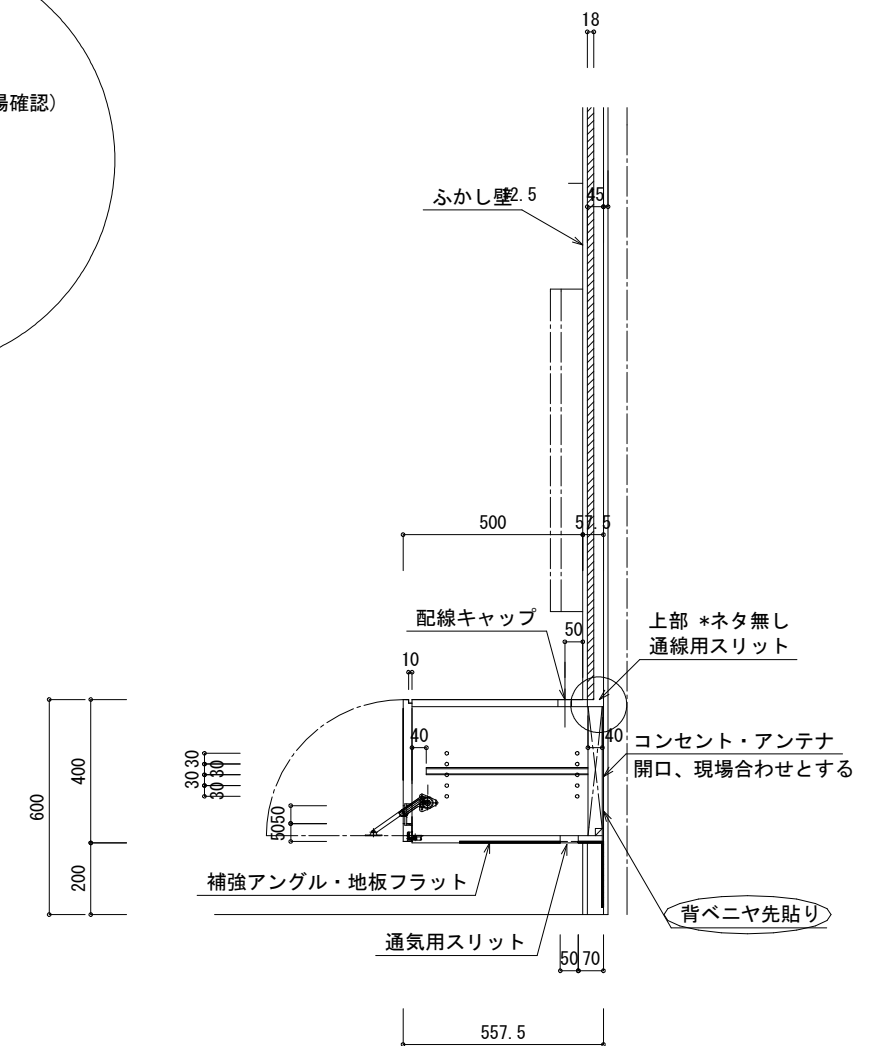 18
場確認）
ふかし壁12.5
45
500
57.5
配線キャップ
50
上部 *ネタ無し
通線用スリット
10
40
40
コンセント・アンテナ
開口、現場合わせとする
30
30
30
30
400
600
50
50
200
補強アングル・地板フラット
背ベニヤ先貼り
通気用スリット
50
70
557.5